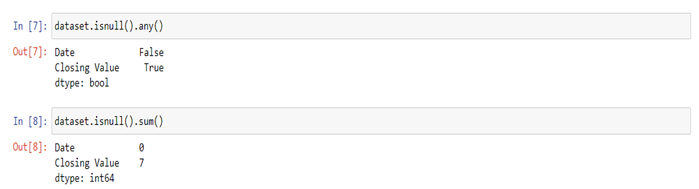 In [7]: dataset.isnull().any()
Out[7]: Date False
Closing Value True
dtype: bool
In [8]: dataset.isnull().sum()
Out[8]: Date 0
Closing Value 7
dtype: int64